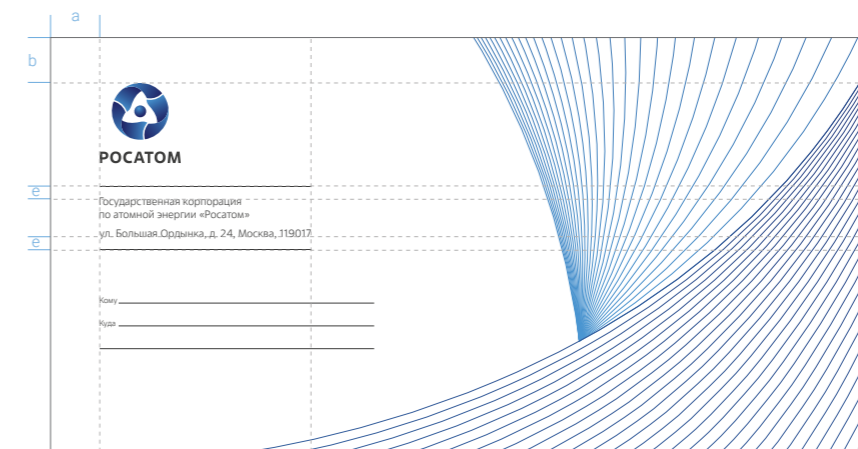 a
b
РОСАТОМ
e
Государственная корпорация
по атомной энергии «Росатом»
ул. Большая Ордынка, д. 24, Москва, 119017
e
Кому
Куда